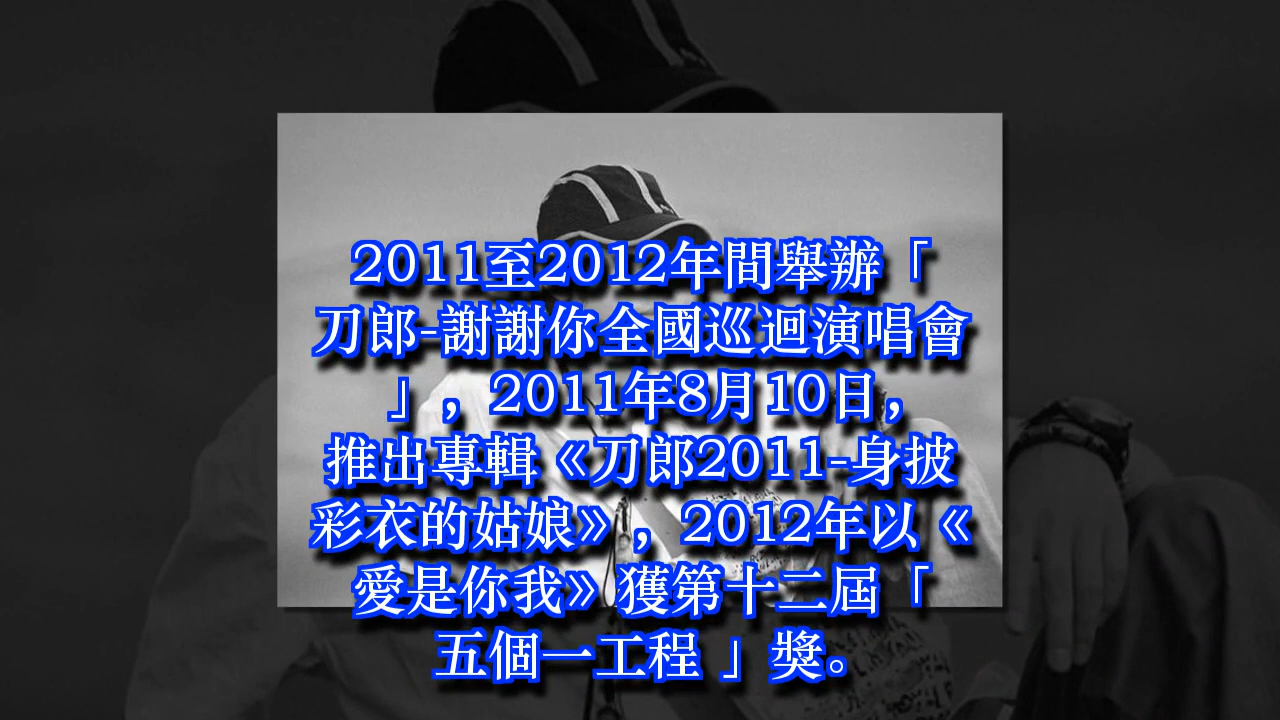 2011至2012年間舉辦「
刀郎-謝謝你全國巡迴演唱會
」，2011年8月10日，
推出專輯《刀郎2011-身披
彩衣的姑娘》，2012年以《
愛是你我》獲第十二屆「
五個一工程 」獎。